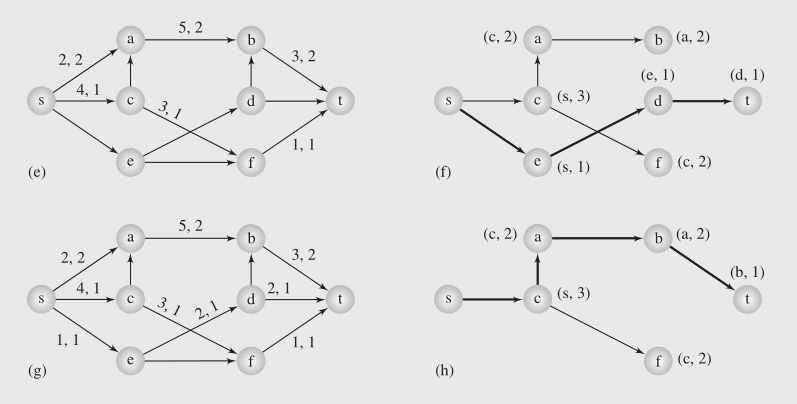 a 5, 2 b
2, 2 3, 2
s 4, 1 c 3, 1 d t
1, 1
e f
(e)
(c, 2) a b (a, 2)
(e, 1) (d, 1)
s c (s, 3) d t
e (s, 1) f (c, 2)
(f)
a 5, 2 b
2, 2 3, 2
s 4, 1 c 3, 1 2, 1 d 2, 1 t
1, 1 1, 1
e f
(g)
(c, 2) a b (a, 2)
(b, 1)
s c (s, 3) t
f (c, 2)
(h)